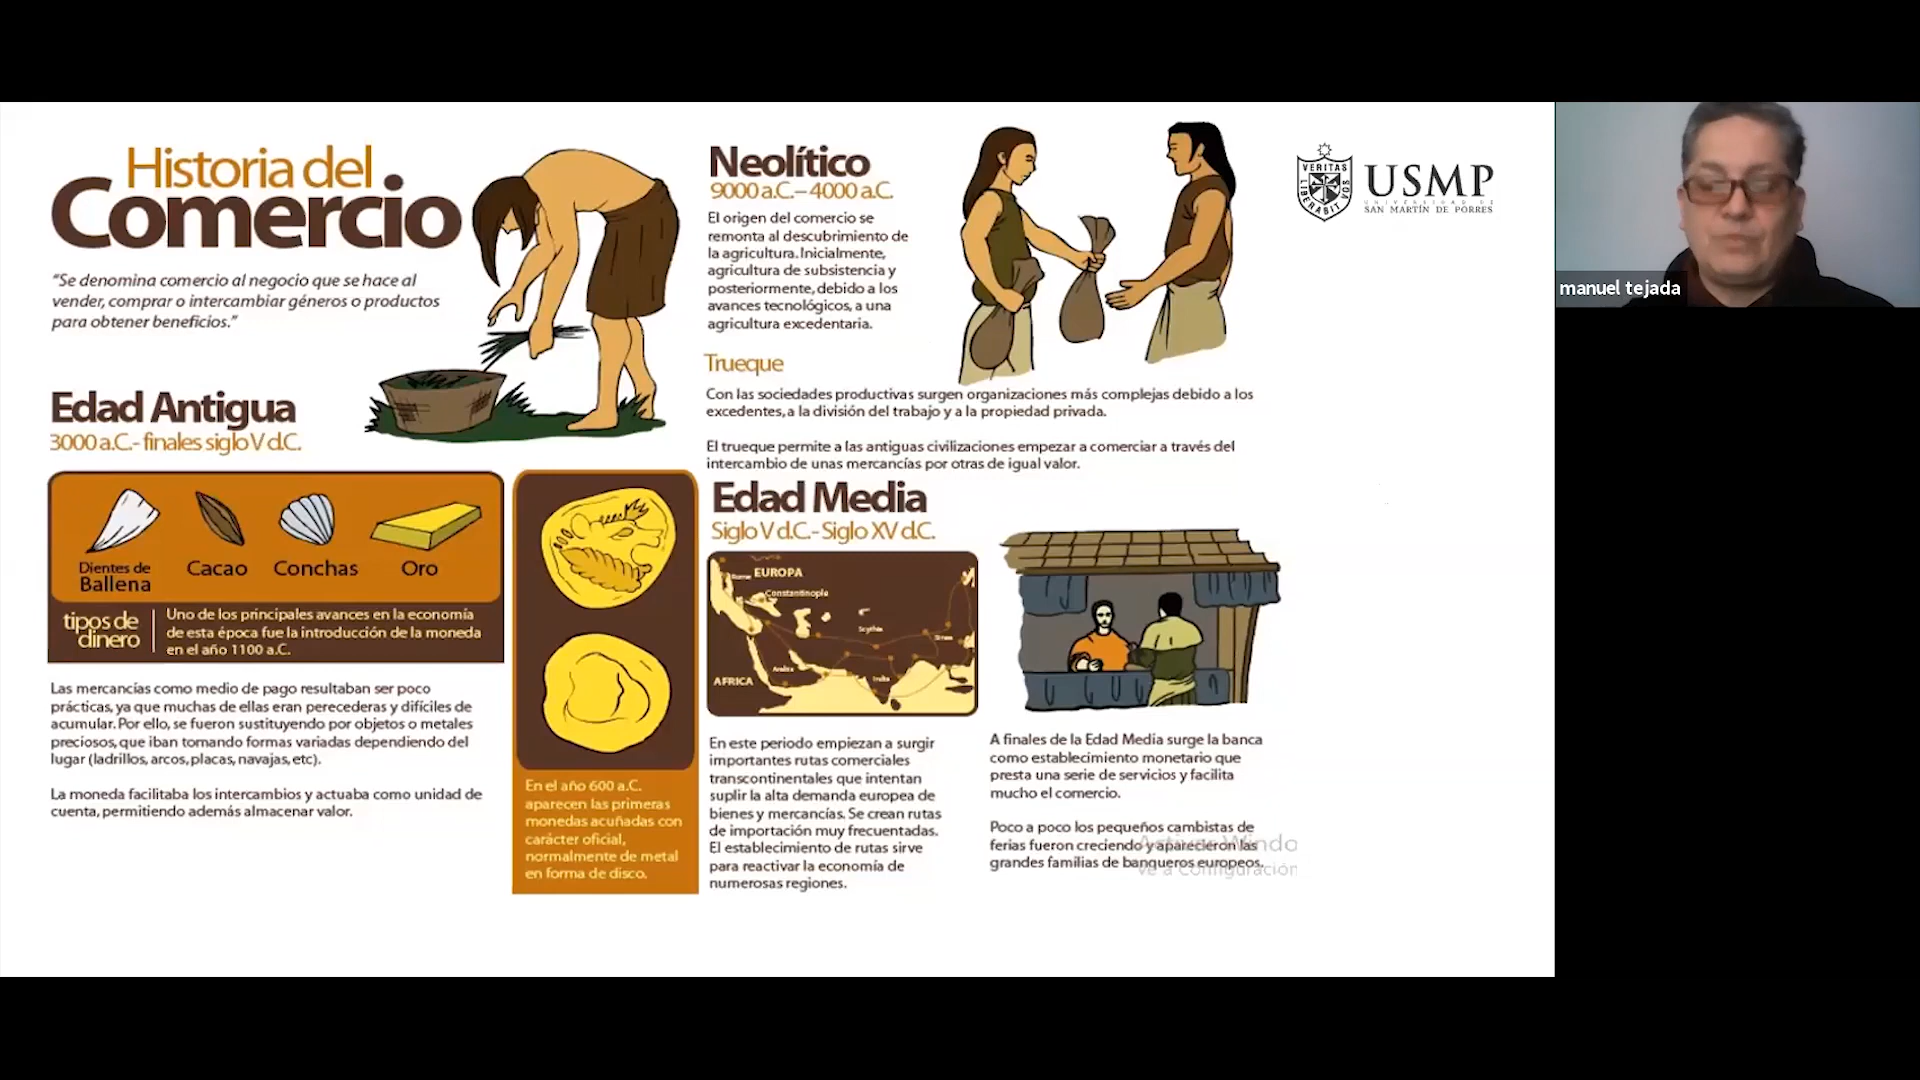 Historia del
Comercio
"Se denomina comercio al negocio que se hace al
vender, comprar o intercambiar géneros o productos
para obtener beneficios."
Neolítico
9000 a.C. – 4000 a.C.
El origen del comercio se
remonta al descubrimiento de
la agricultura. Inicialmente,
agricultura de subsistencia y
posteriormente, debido a los
avances tecnológicos, a una
agricultura excedentaria.
Trueque
Con las sociedades productivas surgen organizaciones más complejas debido a los
excedentes, a la división del trabajo y a la propiedad privada.
El trueque permite a las antiguas civilizaciones empezar a comerciar a través del
intercambio de unas mercancías por otras de igual valor.
Edad Antigua
3000 a.C.- finales siglo V d.C.
Dientes de
Ballena
Cacao
Conchas
Oro
tipos de
dinero
Uno de los principales avances en la economía
de esta época fue la introducción de la moneda
en el año 1100 a.C.
Las mercancías como medio de pago resultaban ser poco
prácticas, ya que muchas de ellas eran perecederas y difíciles de
acumular. Por ello, se fueron sustituyendo por objetos o metales
preciosos, que iban tomando formas variadas dependiendo del
lugar (ladrillos, arcos, placas, navajas, etc).
La moneda facilitaba los intercambios y actuaba como unidad de
cuenta, permitiendo además almacenar valor.
En el año 600 a.C.
aparecen las primeras
monedas acuñadas con
carácter oficial,
normalmente de metal
en forma de disco.
Edad Media
Siglo V d.C.- Siglo XV d.C.
EUROPA
Rome
Constantinople
Scythia
Arabia
India
AFRICA
En este periodo empiezan a surgir
importantes rutas comerciales
transcontinentales que intentan
suplir la alta demanda europea de
bienes y mercancías. Se crean rutas
de importación muy frecuentadas.
El establecimiento de rutas sirve
para reactivar la economía de
numerosas regiones.
A finales de la Edad Media surge la banca
como establecimiento monetario que
presta una serie de servicios y facilita
mucho el comercio.
Poco a poco los pequeños cambistas de
ferias fueron creciendo y aparecieron las
grandes familias de banqueros europeos.
Activar Windo
Ve a Configuración
VERITAS
LIBERABIT VOS
USMP
UNIVERSIDAD DE
SAN MARTÍN DE PORRES
manuel tejada